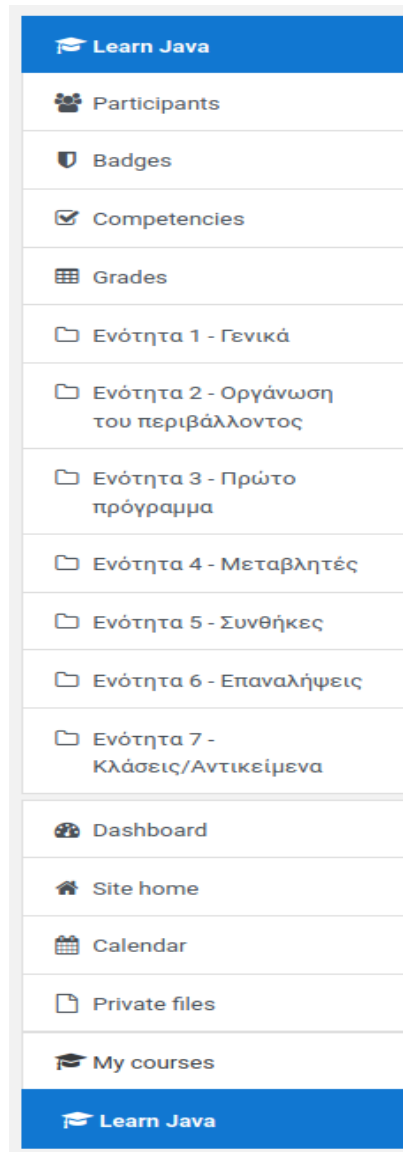 Learn Java
Participants
Badges
Competencies
Grades
Ενότητα 1 - Γενικά
Ενότητα 2 - Οργάνωση
του περιβάλλοντος
Ενότητα 3 - Πρώτο
πρόγραμμα
Ενότητα 4 - Μεταβλητές
Ενότητα 5 - Συνθήκες
Ενότητα 6 - Επαναλήψεις
Ενότητα 7 -
Κλάσεις/Αντικείμενα
Dashboard
Site home
Calendar
Private files
My courses
Learn Java